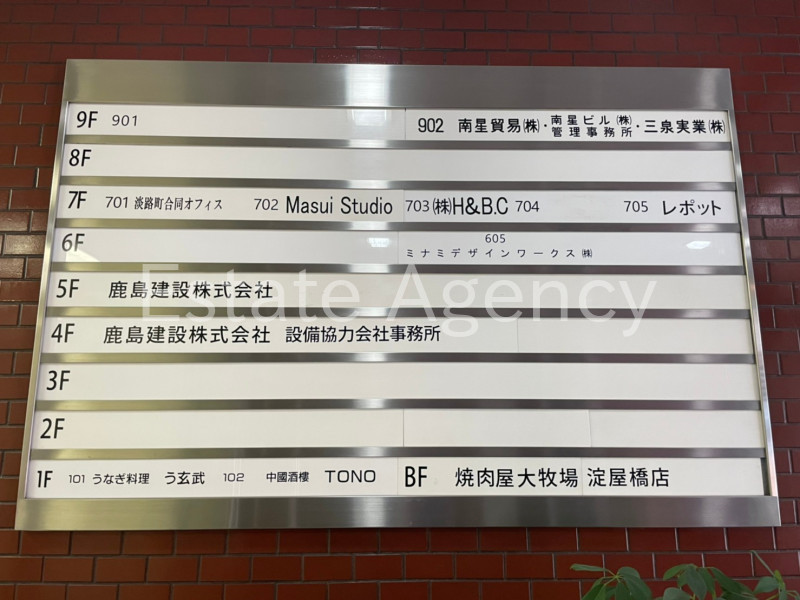 9F 901 902 南星貿易㈱・南星ビル㈱管理事務所・三泉実業㈱
8F
7F 701 淡路町合同オフィス 702 Masui Studio 703 ㈱H&B.C 704 705 レポット
6F 605 ミナミデザインワークス㈱
5F 鹿島建設株式会社
4F 鹿島建設株式会社 設備協力会社事務所
3F
2F
1F 101 うなぎ料理 う玄武 102 中國酒樓 TONO BF 焼肉屋大牧場 淀屋橋店
Estate Agency